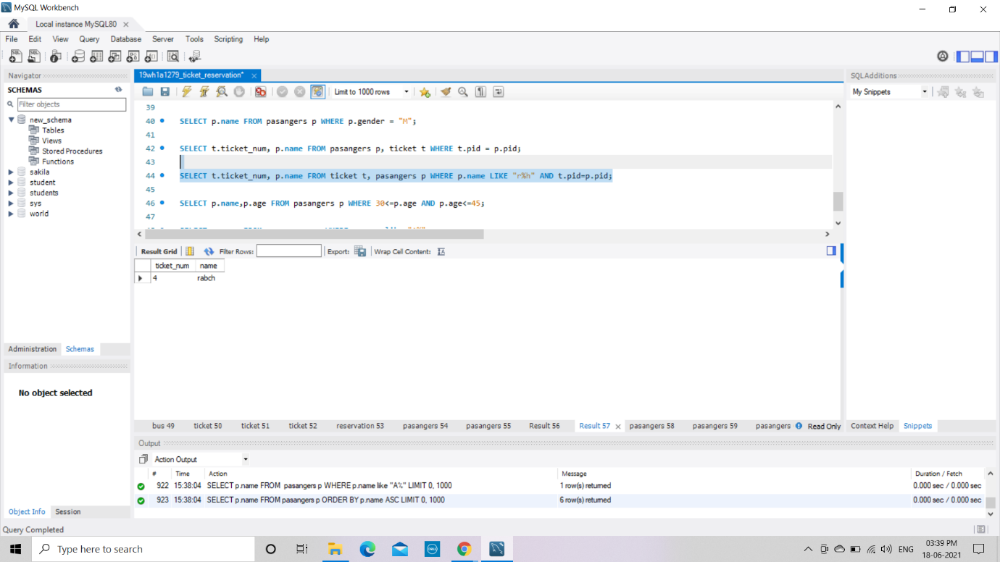 MySQL Workbench
Local instance MySQL80
File Edit View Query Database Server Tools Scripting Help
Navigator
SCHEMAS
Filter objects
new_schema
Tables
Views
Stored Procedures
Functions
sakila
student
students
sys
world
Administration Schemas
Information
No object selected
Object Info Session
19wh1a1279_ticket_reservation*
Limit to 1000 rows
39
40 SELECT p.name FROM pasangers p WHERE p.gender = "M";
41
42 SELECT t.ticket_num, p.name FROM pasangers p, ticket t WHERE t.pid = p.pid;
43
44 SELECT t.ticket_num, p.name FROM ticket t, pasangers p WHERE p.name LIKE "r%h" AND t.pid=p.pid;
45
46 SELECT p.name,p.age FROM pasangers p WHERE 30<=p.age AND p.age<=45;
47
Result Grid Filter Rows: Export: Wrap Cell Content:
ticket_num name
4 rabch
bus 49 ticket 50 ticket 51 ticket 52 reservation 53 pasangers 54 pasangers 55 Result 56 Result 57 pasangers 58 pasangers 59 pasangers Read Only
SQLAdditions
My Snippets
Context Help Snippets
Output
Action Output
# Time Action Message Duration / Fetch
922 15:38:04 SELECT p.name FROM pasangers p WHERE p.name like "A%" LIMIT 0, 1000 1 row(s) returned 0.000 sec / 0.000 sec
923 15:38:04 SELECT p.name FROM pasangers p ORDER BY p.name ASC LIMIT 0, 1000 6 row(s) returned 0.000 sec / 0.000 sec
Query Completed
Type here to search
DELL
ENG
03:39 PM
18-06-2021